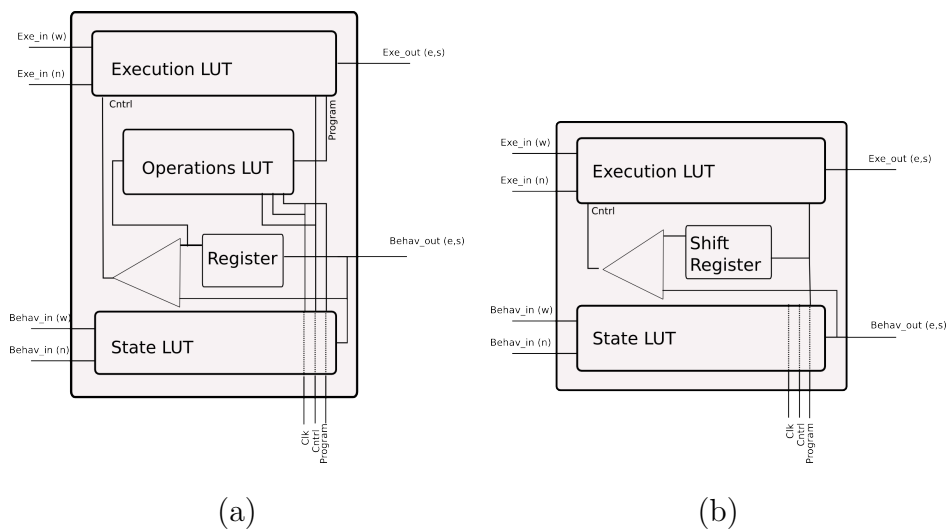 Exe_in (w)
Exe_in (n)
Execution LUT
Exe_out (e,s)
Cntrl
Program
Operations LUT
Register
Behav_out (e,s)
Behav_in (w)
Behav_in (n)
State LUT
Clk
Cntrl
Program
(a)
Exe_in (w)
Exe_in (n)
Execution LUT
Exe_out (e,s)
Cntrl
Shift
Register
Behav_in (w)
Behav_in (n)
State LUT
Behav_out (e,s)
Clk
Cntrl
Program
(b)